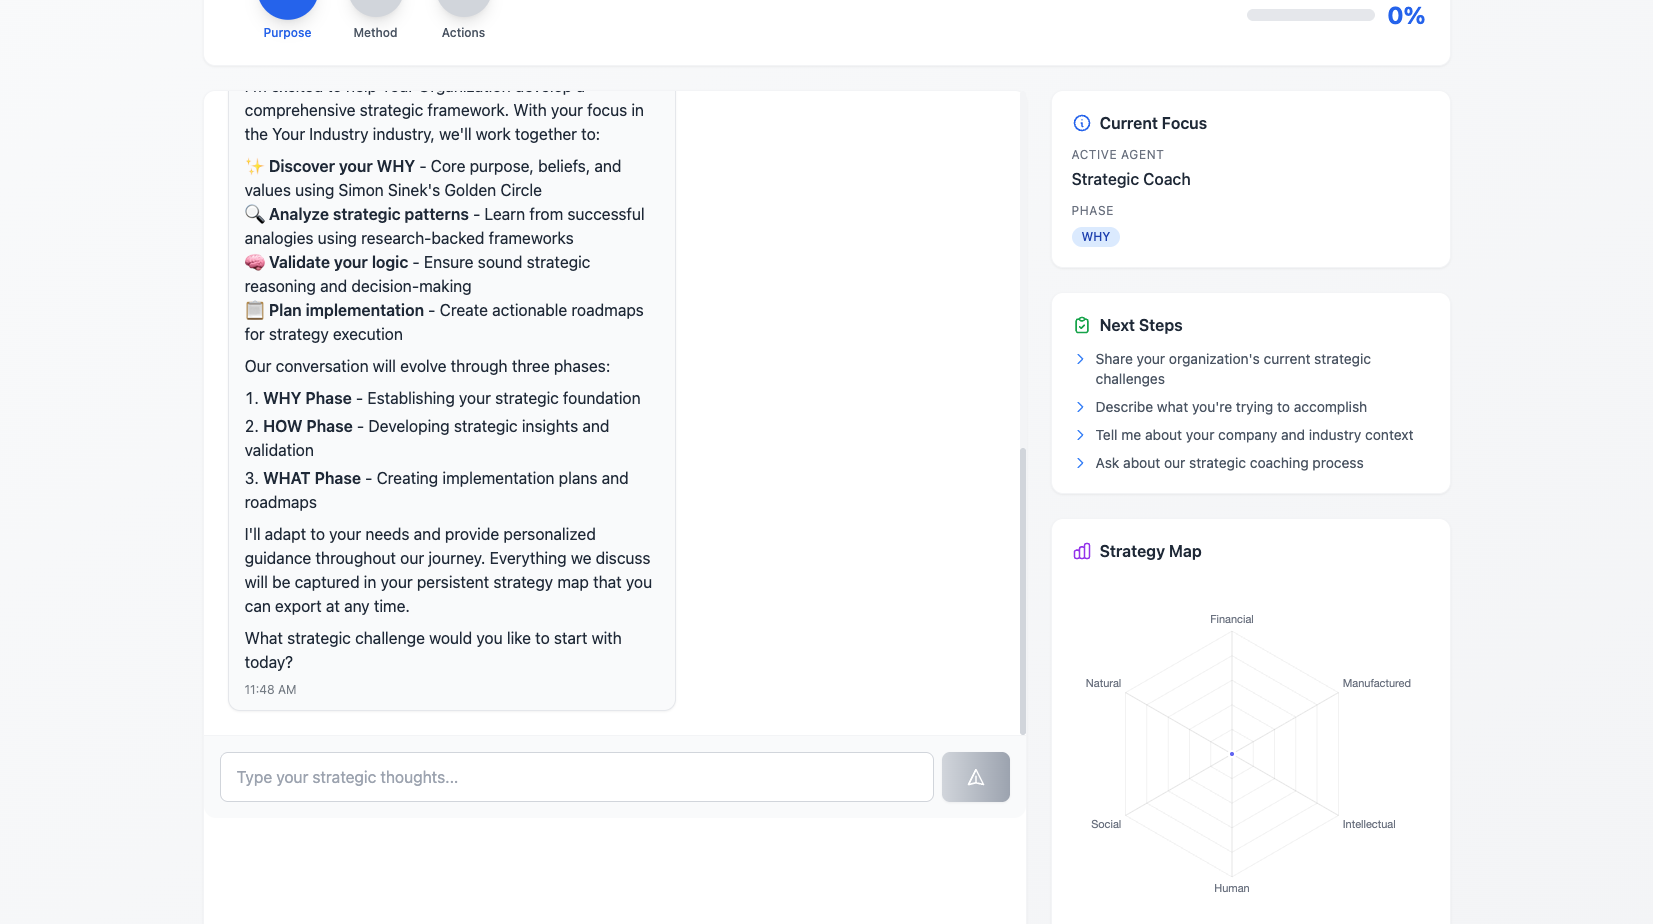 Purpose
Method
Actions
0%
I'm excited to help Your Organization develop a
comprehensive strategic framework. With your focus in
the Your Industry industry, we'll work together to:
✨ Discover your WHY - Core purpose, beliefs, and
values using Simon Sinek's Golden Circle
🔍 Analyze strategic patterns - Learn from successful
analogies using research-backed frameworks
🧠 Validate your logic - Ensure sound strategic
reasoning and decision-making
📋 Plan implementation - Create actionable roadmaps
for strategy execution
Our conversation will evolve through three phases:
1. WHY Phase - Establishing your strategic foundation
2. HOW Phase - Developing strategic insights and
validation
3. WHAT Phase - Creating implementation plans and
roadmaps
I'll adapt to your needs and provide personalized
guidance throughout our journey. Everything we discuss
will be captured in your persistent strategy map that you
can export at any time.
What strategic challenge would you like to start with
today?
11:48 AM
Type your strategic thoughts...
Current Focus
ACTIVE AGENT
Strategic Coach
PHASE
WHY
Next Steps
Share your organization's current strategic
challenges
Describe what you're trying to accomplish
Tell me about your company and industry context
Ask about our strategic coaching process
Strategy Map
Financial
Natural
Manufactured
Social
Intellectual
Human